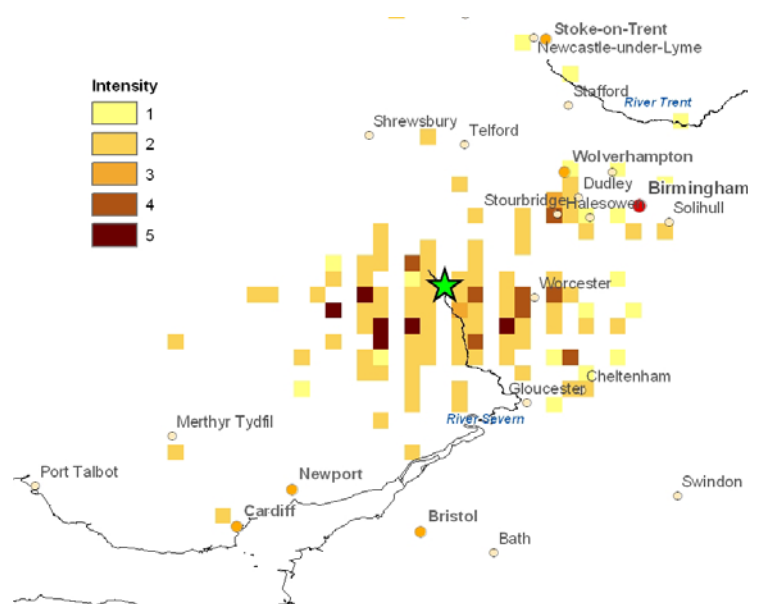 Stoke-on-Trent
Newcastle-under-Lyme
Intensity
1
2
3
4
5
Stafford
River Trent
Shrewsbury
Telford
Wolverhampton
Dudley
Birmingham
Stourbridge
Halesowe
Solihull
Worcester
Cheltenham
Gloucester
River Severn
Merthyr Tydfil
Port Talbot
Newport
Swindon
Cardiff
Bristol
Bath